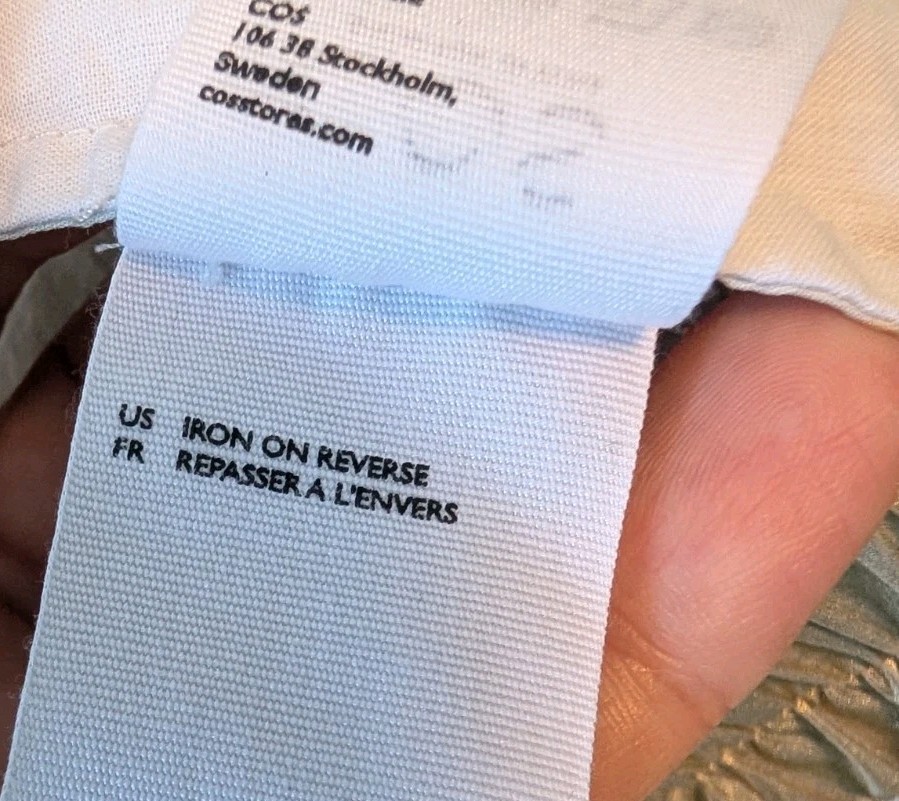 COS
106 38 Stockholm,
Sweden
cosstores.com
US IRON ON REVERSE
FR REPASSER A L'ENVERS